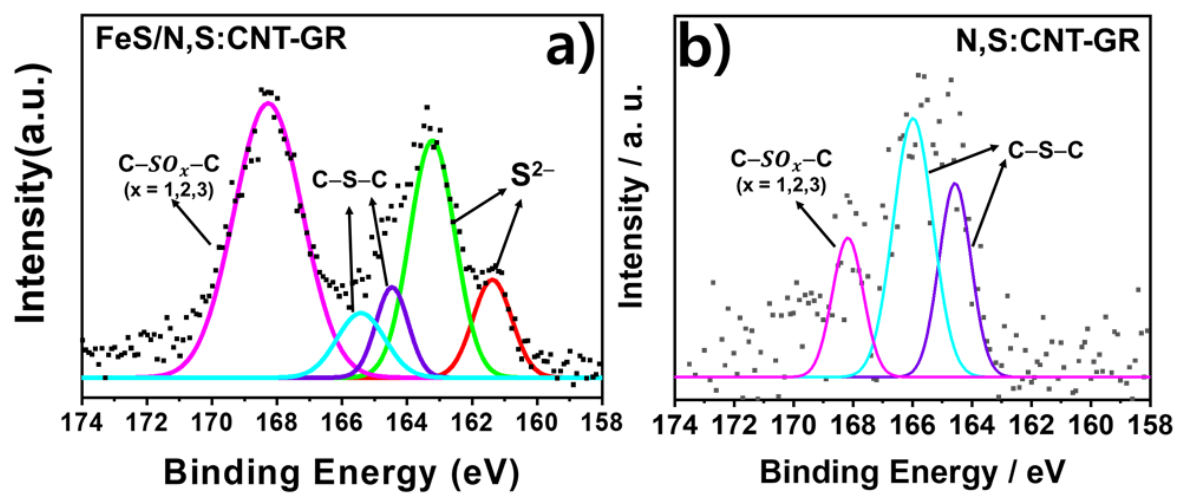 FeS/N,S:CNT-GR
a)
C–SOₓ–C
(x = 1,2,3)
C–S–C
S²⁻
Intensity(a.u.)
174 172 170 168 166 164 162 160 158
Binding Energy (eV)
b)
N,S:CNT-GR
C–SOₓ–C
(x = 1,2,3)
C–S–C
Intensity / a. u.
174 172 170 168 166 164 162 160 158
Binding Energy / eV